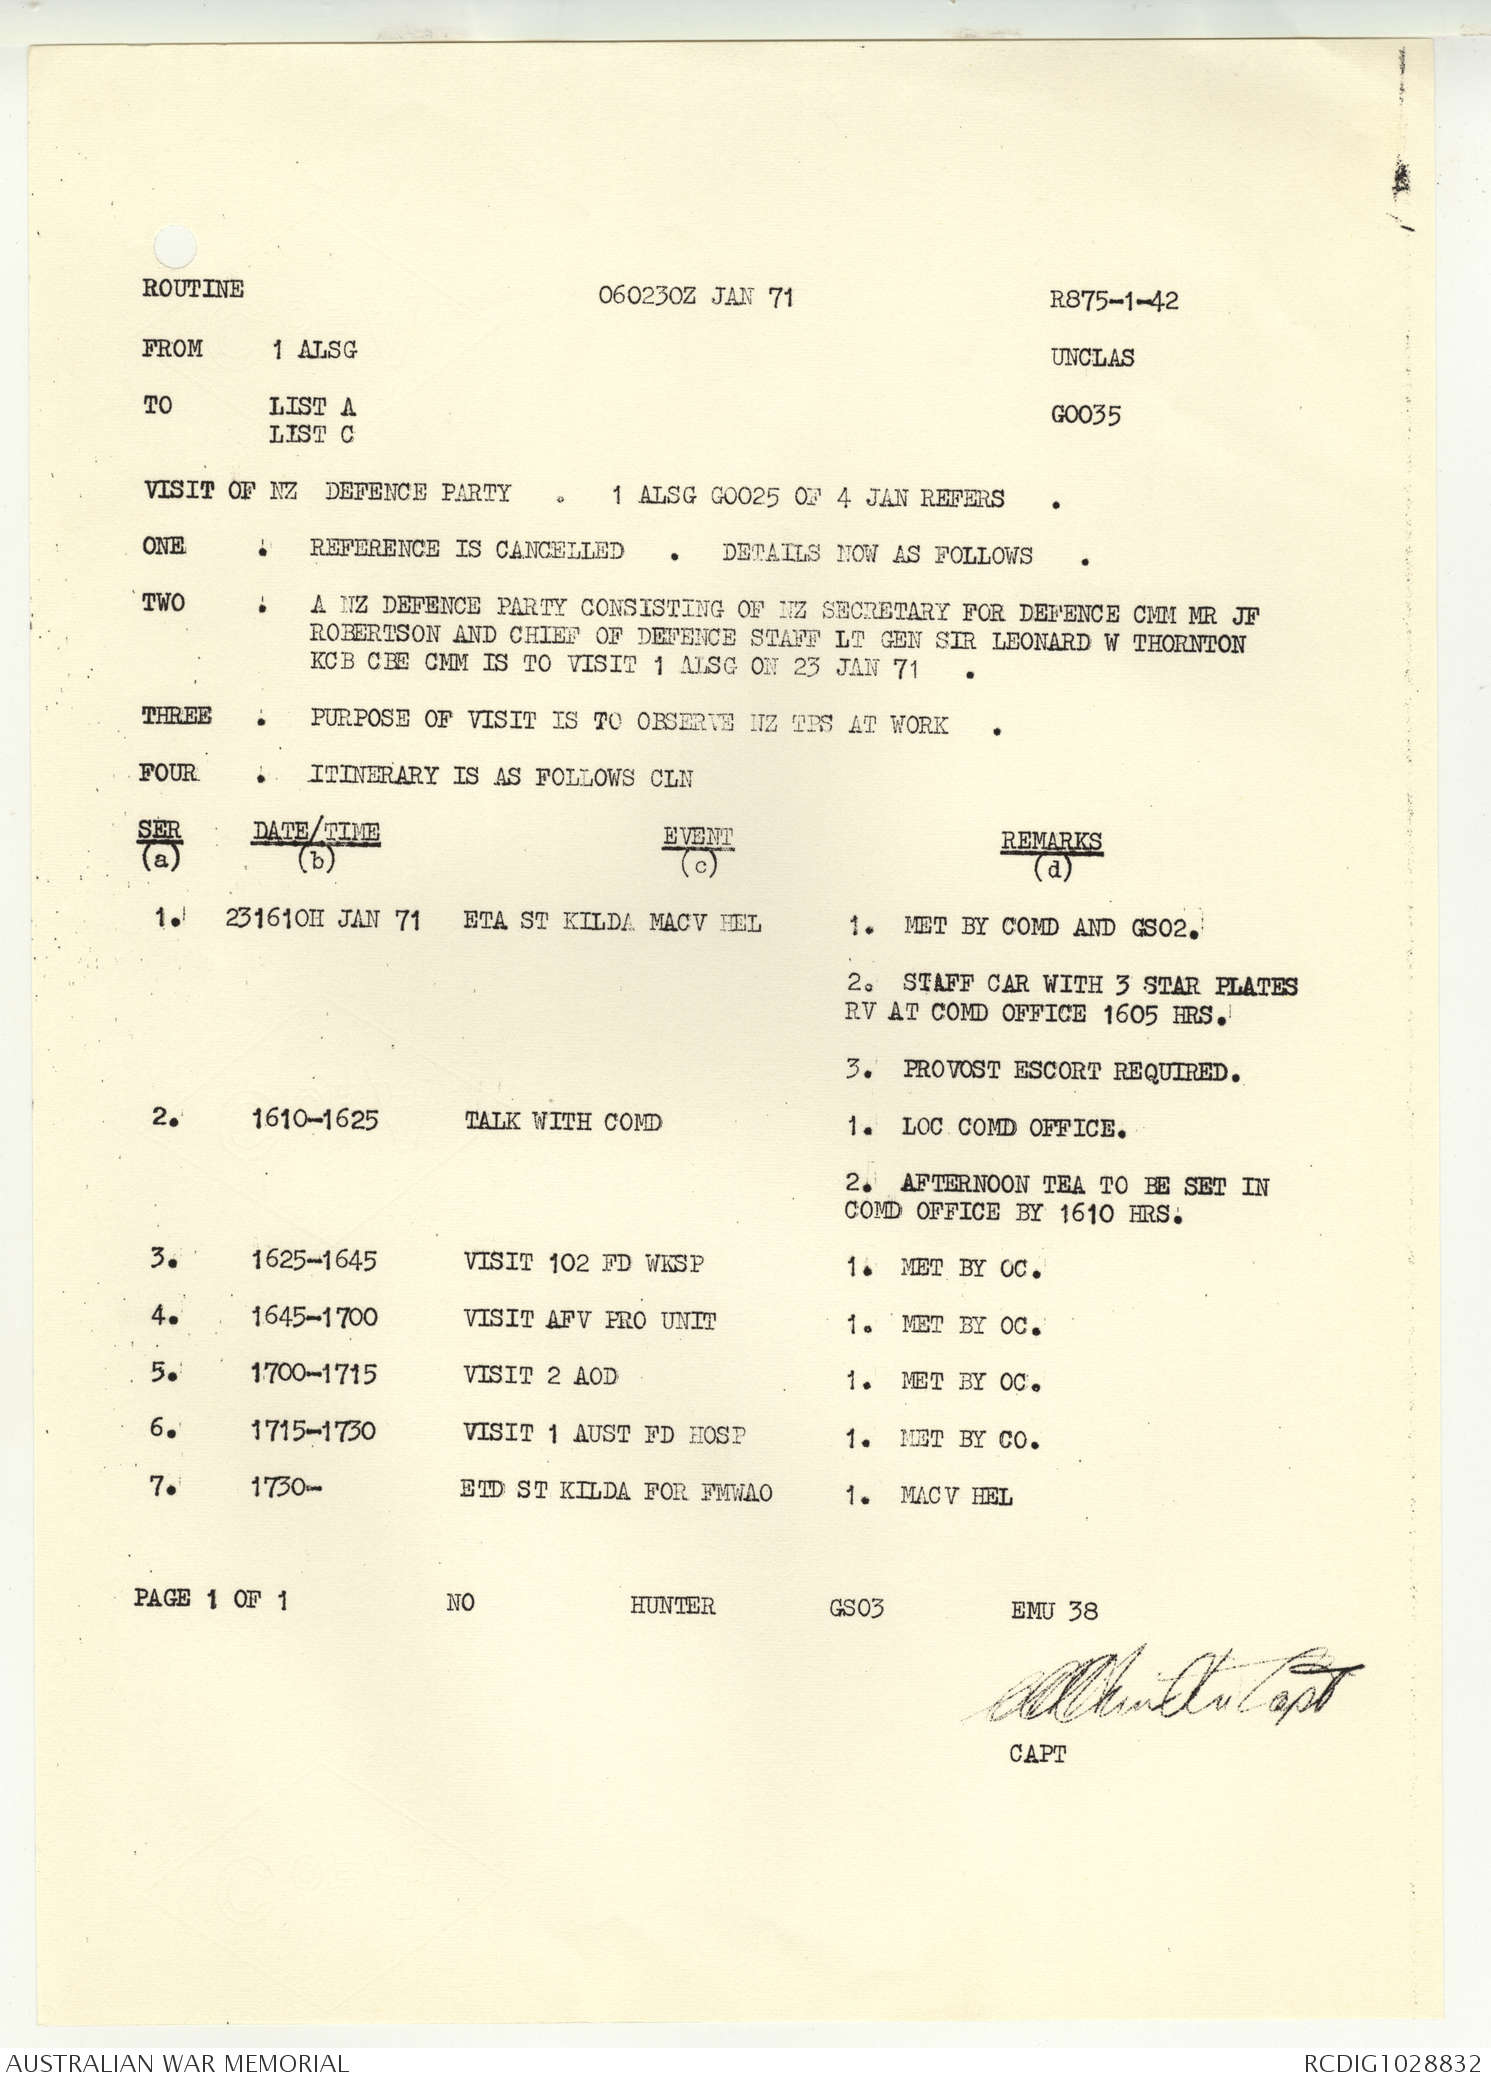 ROUTINE 060230Z JAN 71 R875-1-42
FROM 1 ALSG UNCLAS
TO LIST A G0035
LIST C
VISIT OF NZ DEFENCE PARTY . 1 ALSG G0025 OF 4 JAN REFERS .
ONE . REFERENCE IS CANCELLED . DETAILS NOW AS FOLLOWS .
TWO . A NZ DEFENCE PARTY CONSISTING OF NZ SECRETARY FOR DEFENCE CMM MR JF
ROBERTSON AND CHIEF OF DEFENCE STAFF LT GEN SIR LEONARD W THORNTON
KCB CBE CMM IS TO VISIT 1 ALSG ON 23 JAN 71 .
THREE . PURPOSE OF VISIT IS TO OBSERVE NZ TPS AT WORK .
FOUR . ITINERARY IS AS FOLLOWS CLN
SER DATE/TIME EVENT REMARKS
(a) (b) (c) (d)
1. 231610H JAN 71 ETA ST KILDA MACV HEL 1. MET BY COMD AND GSO2.
2. STAFF CAR WITH 3 STAR PLATES
RV AT COMD OFFICE 1605 HRS.
3. PROVOST ESCORT REQUIRED.
2. 1610-1625 TALK WITH COMD 1. LOC COMD OFFICE.
2. AFTERNOON TEA TO BE SET IN
COMD OFFICE BY 1610 HRS.
3. 1625-1645 VISIT 102 FD WKSP 1. MET BY OC.
4. 1645-1700 VISIT AFV PRO UNIT 1. MET BY OC.
5. 1700-1715 VISIT 2 AOD 1. MET BY OC.
6. 1715-1730 VISIT 1 AUST FD HOSP 1. MET BY CO.
7. 1730- ETD ST KILDA FOR FMWAO 1. MACV HEL
PAGE 1 OF 1 NO HUNTER GSO3 EMU 38
Capt
CAPT
AUSTRALIAN WAR MEMORIAL RCDIG1028832